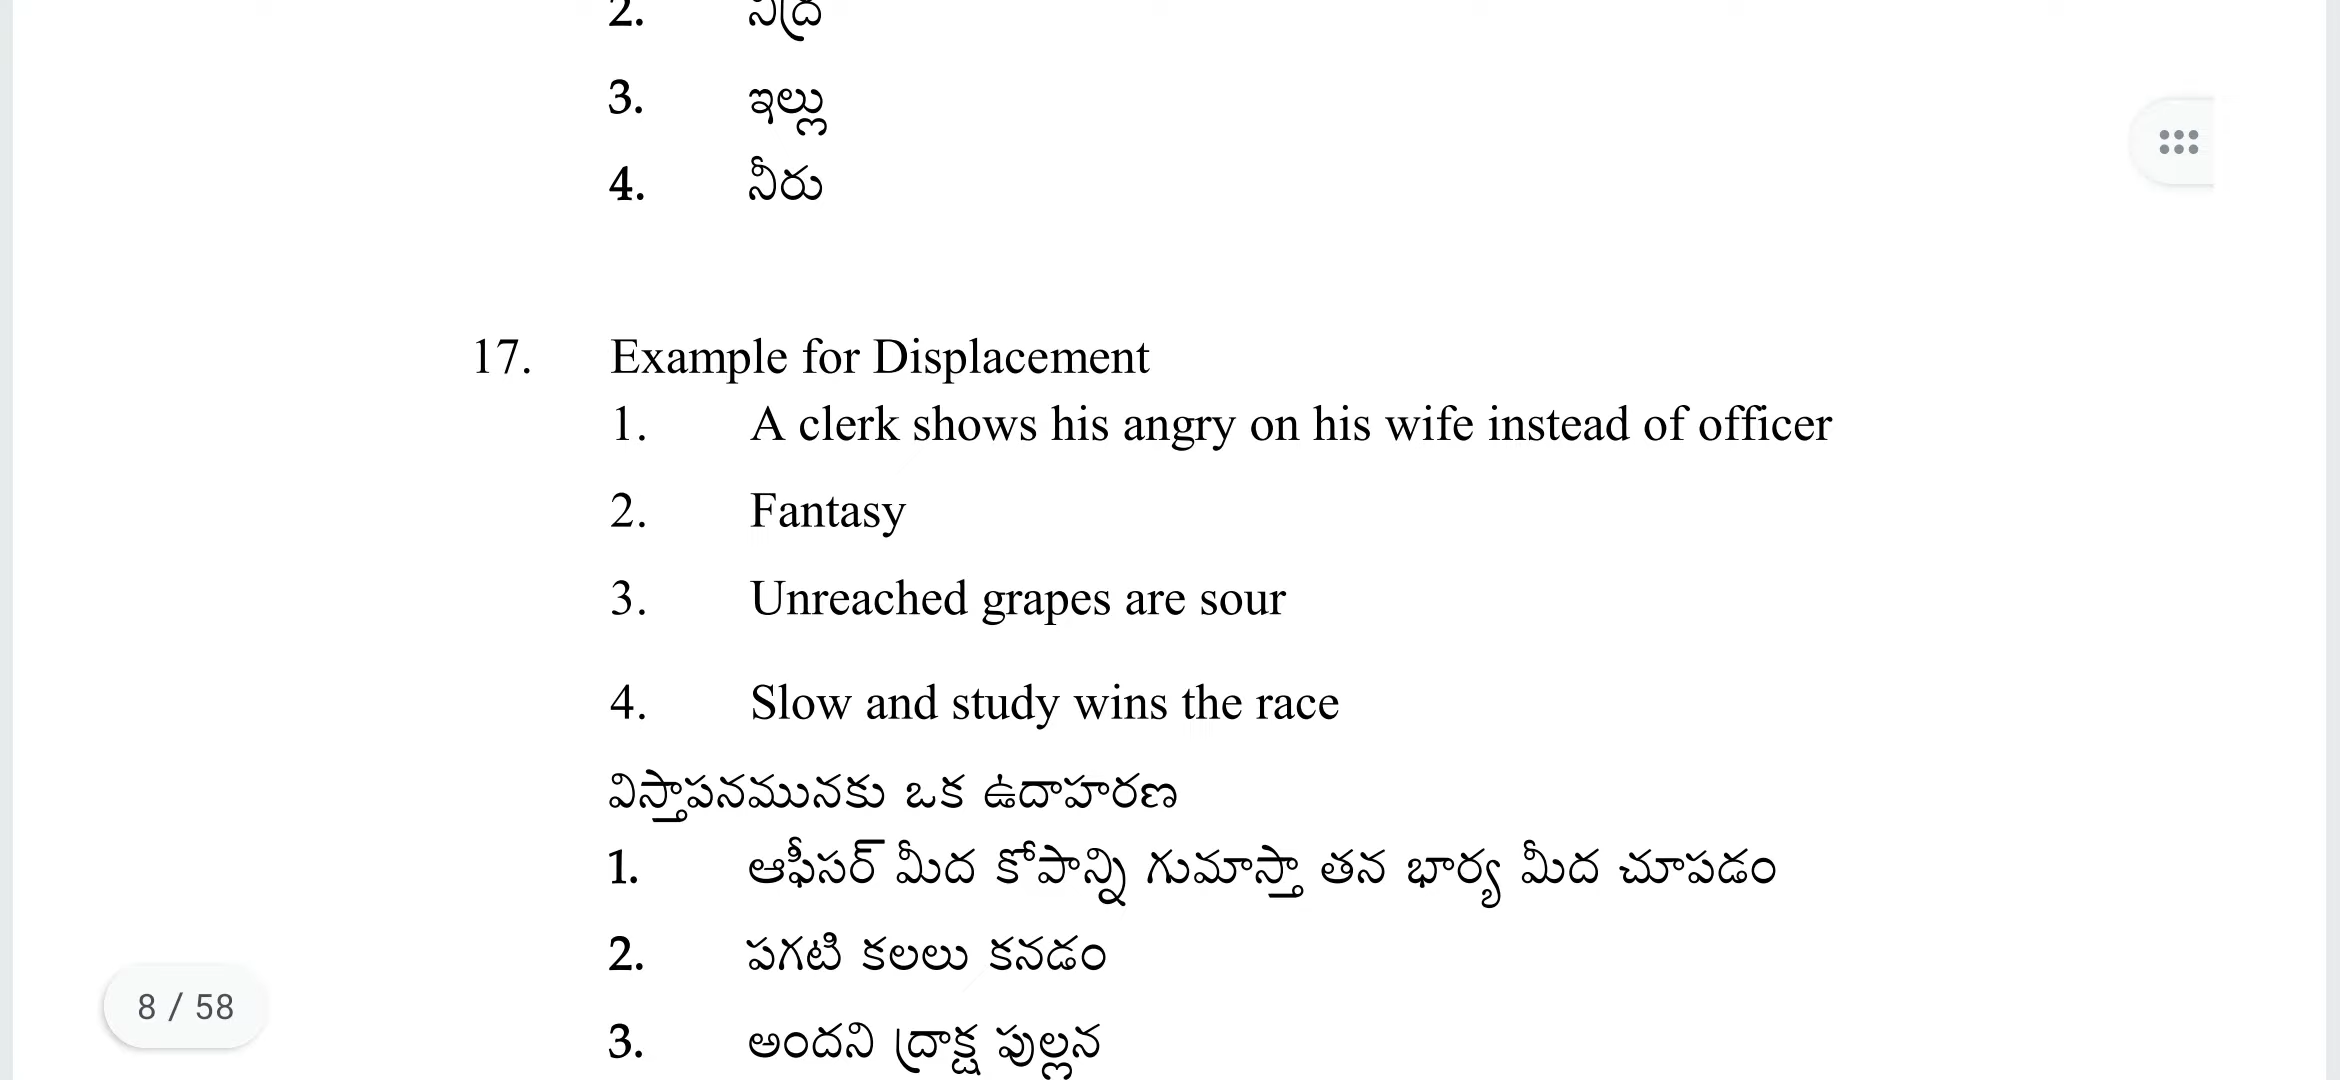 2. నిద్ర
3. ఇల్లు
4. నీరు
17. Example for Displacement
1. A clerk shows his angry on his wife instead of officer
2. Fantasy
3. Unreached grapes are sour
4. Slow and study wins the race
విస్తాపనమునకు ఒక ఉదాహరణ
1. ఆఫీసర్ మీద కోపాన్ని గుమాస్తా తన భార్య మీద చూపడం
2. పగటి కలలు కనడం
3. అందని ద్రాక్ష పుల్లన
8 / 58